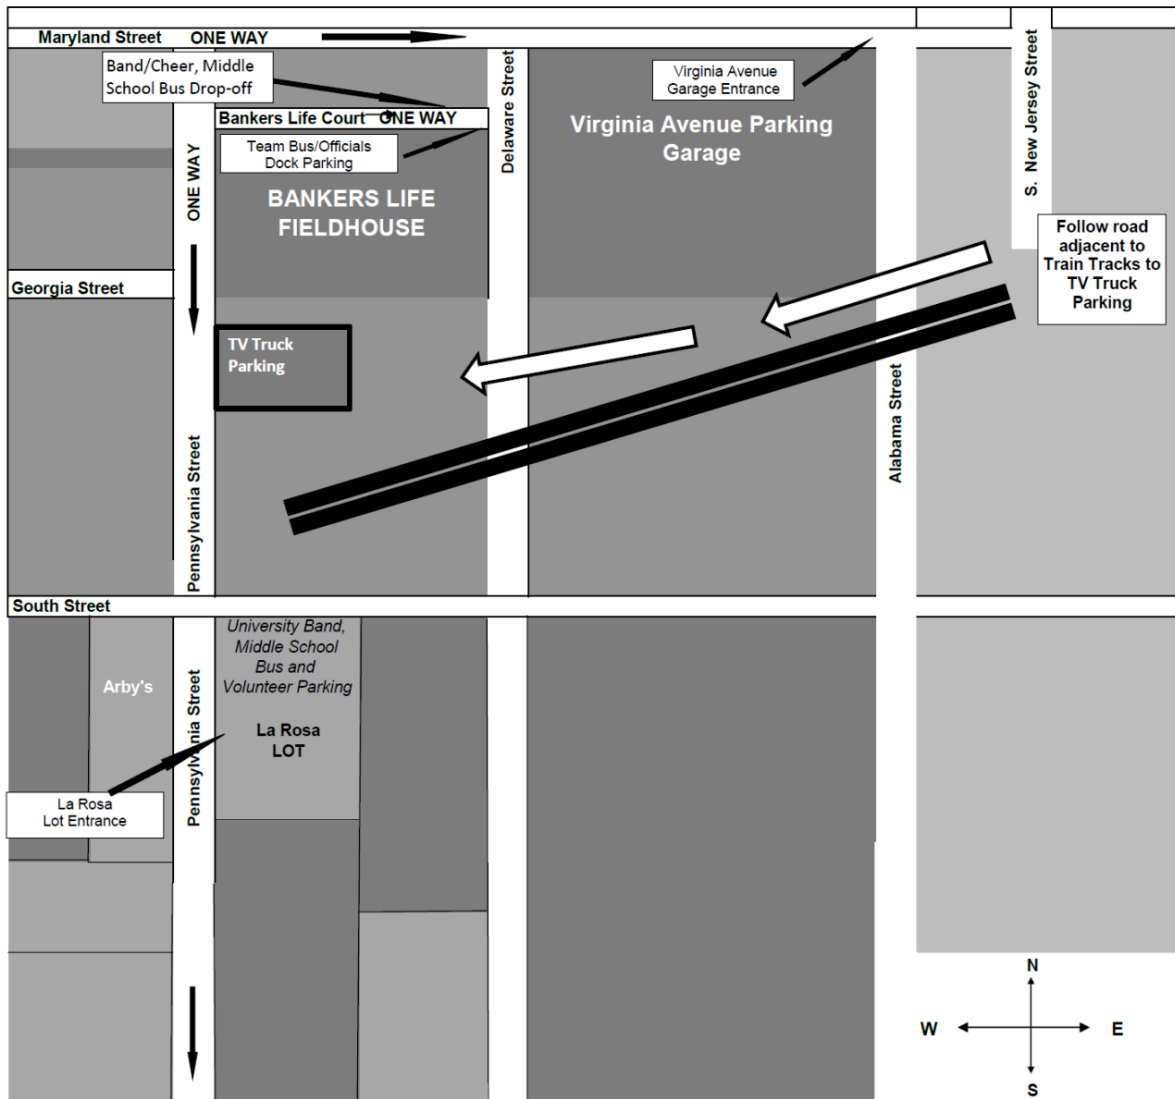 Maryland Street ONE WAY
Band/Cheer, Middle
School Bus Drop-off
Bankers Life Court ONE WAY
Team Bus/Officials
Dock Parking
BANKERS LIFE
FIELDHOUSE
ONE WAY
Delaware Street
Virginia Avenue
Garage Entrance
Virginia Avenue Parking
Garage
S. New Jersey Street
Follow road
adjacent to
Train Tracks to
TV Truck
Parking
Georgia Street
TV Truck
Parking
Pennsylvania Street
Alabama Street
South Street
University Band,
Middle School
Bus and
Volunteer Parking
La Rosa
LOT
Arby's
Pennsylvania Street
La Rosa
Lot Entrance
N
W E
S